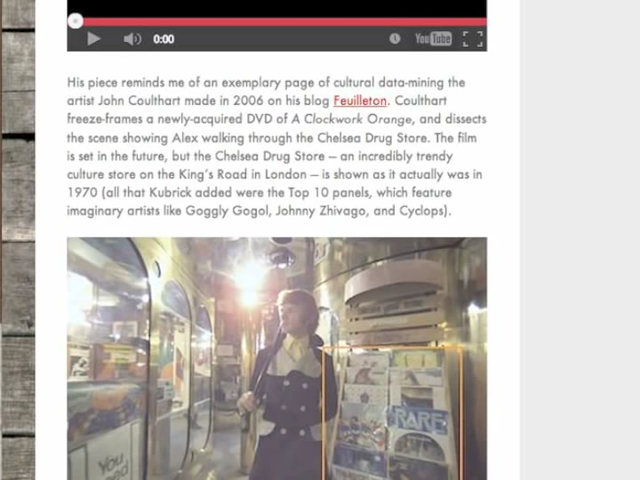 0:00
YouTube
His piece reminds me of an exemplary page of cultural data-mining the
artist John Coulthart made in 2006 on his blog Feuilleton. Coulthart
freeze-frames a newly-acquired DVD of A Clockwork Orange, and dissects
the scene showing Alex walking through the Chelsea Drug Store. The film
is set in the future, but the Chelsea Drug Store — an incredibly trendy
culture store on the King's Road in London — is shown as it actually was in
1970 (all that Kubrick added were the Top 10 panels, which feature
imaginary artists like Goggly Gogol, Johnny Zhivago, and Cyclops).
RARE
You